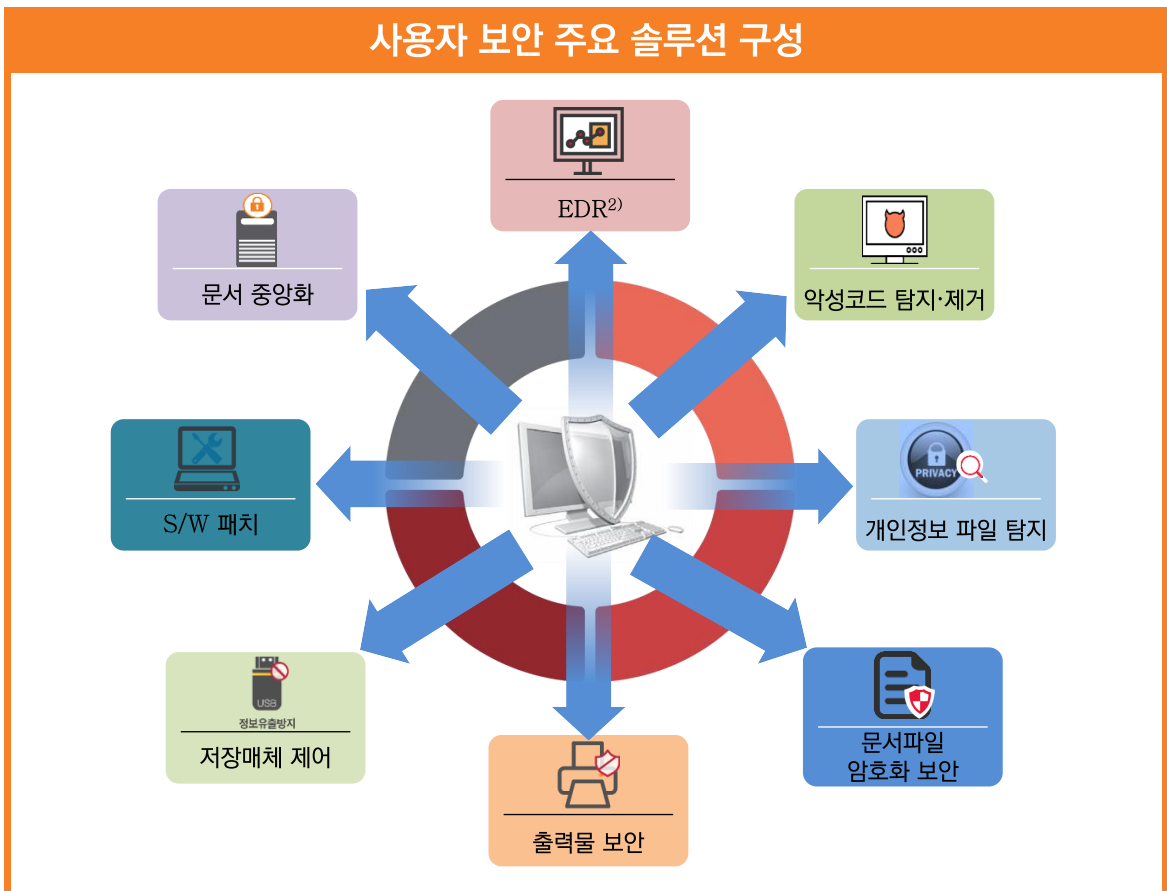 사용자 보안 주요 솔루션 구성
EDR²⁾
문서 중앙화
악성코드 탐지·제거
S/W 패치
PRIVACY
개인정보 파일 탐지
USB
정보유출방지
저장매체 제어
문서파일
암호화 보안
출력물 보안